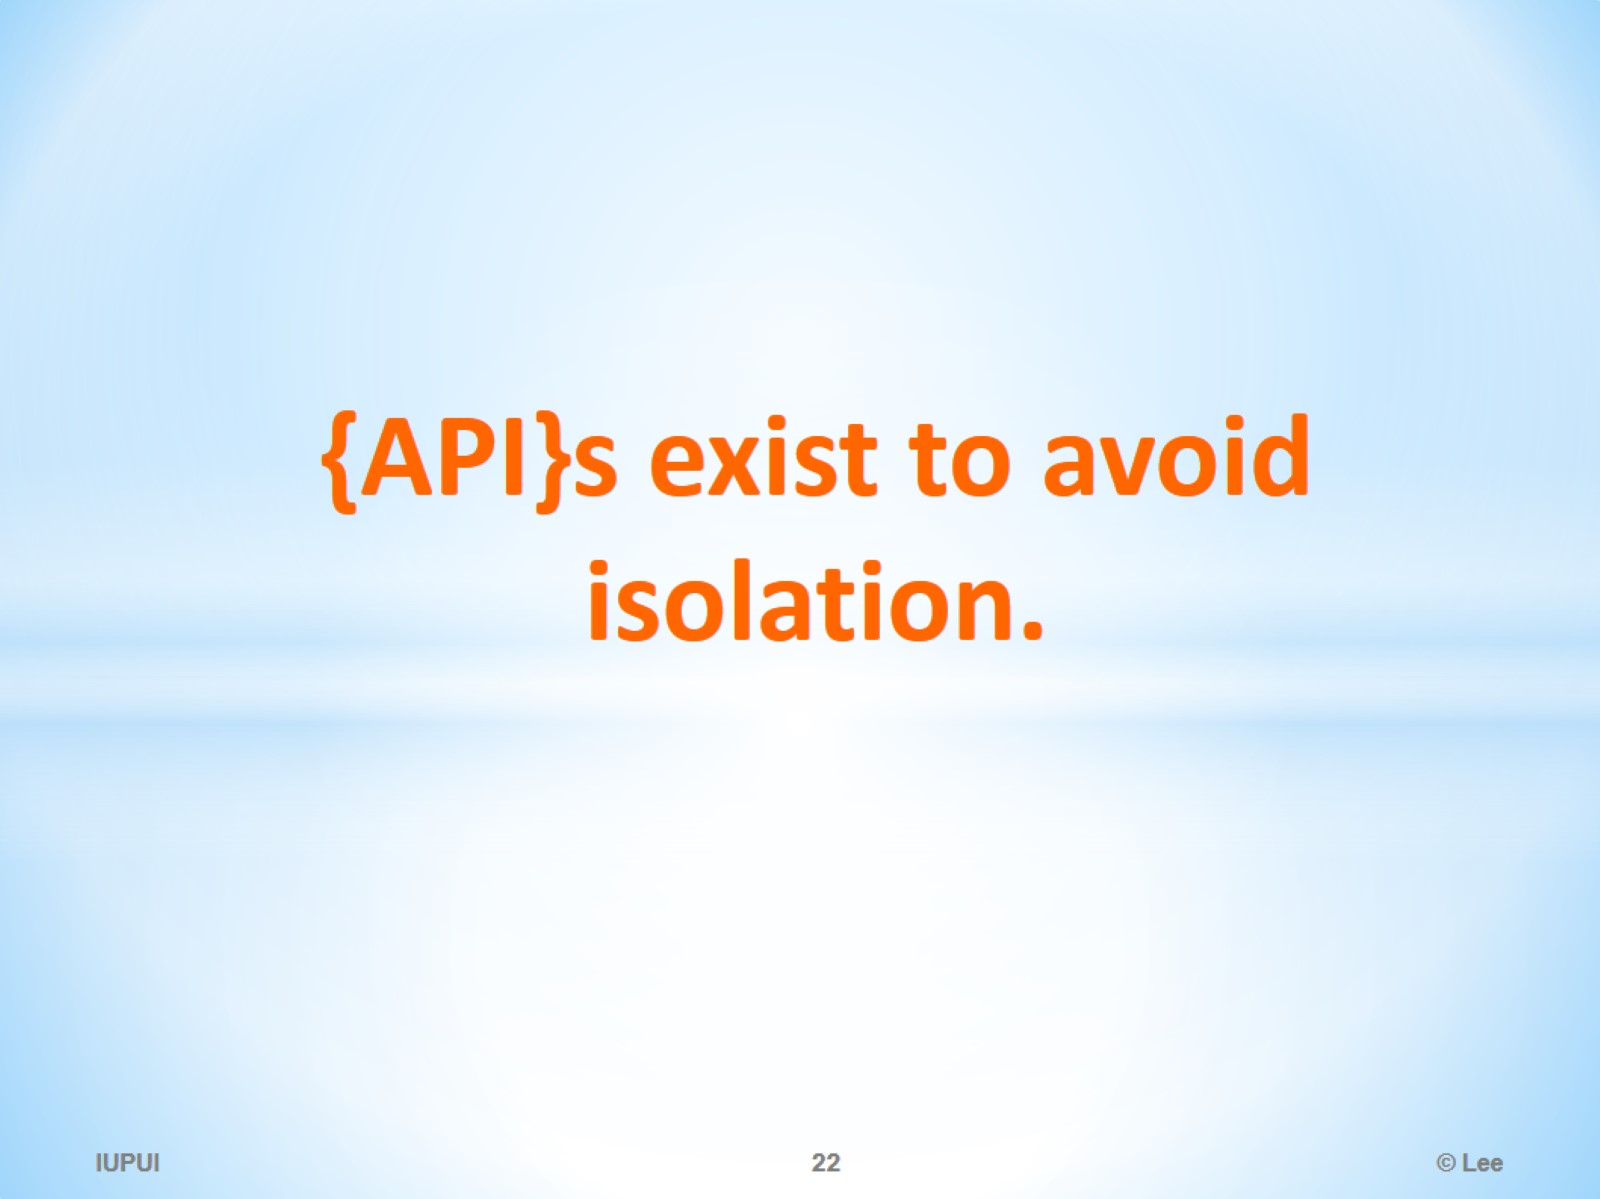 {API}s exist to avoid
isolation.
IUPUI
22
© Lee